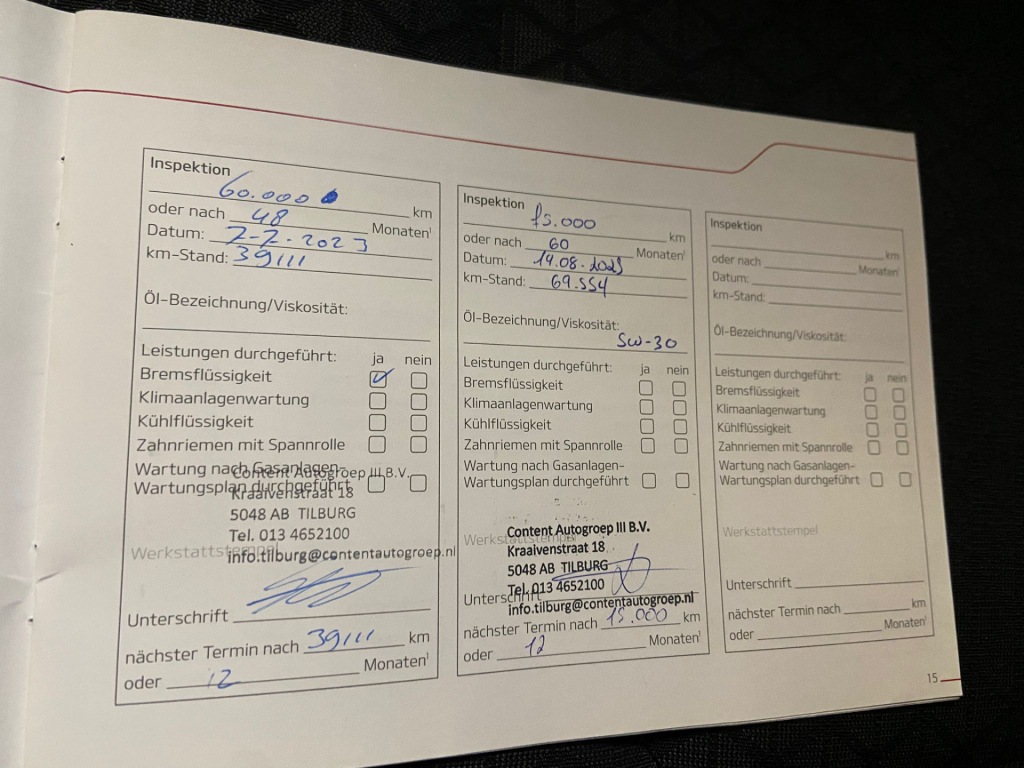 Inspektion
60.000 km
oder nach 48 Monaten¹
Datum: 7-7-2023
km-Stand: 39111
Öl-Bezeichnung/Viskosität:
Leistungen durchgeführt: ja nein
Bremsflüssigkeit
Klimaanlagenwartung
Kühlflüssigkeit
Zahnriemen mit Spannrolle
Wartung nach Gasanlagen-
Wartungsplan durchgeführt
Werkstattstempel
Content Autogroep III B.V.
Kraaivenstraat 18
5048 AB TILBURG
Tel. 013 4652100
info.tilburg@contentautogroep.nl
Unterschrift
nächster Termin nach 39111 km
oder 12 Monaten¹
Inspektion
75.000 km
oder nach 60 Monaten¹
Datum: 14.08.2025
km-Stand: 69.554
Öl-Bezeichnung/Viskosität:
5W-30
Leistungen durchgeführt: ja nein
Bremsflüssigkeit
Klimaanlagenwartung
Kühlflüssigkeit
Zahnriemen mit Spannrolle
Wartung nach Gasanlagen-
Wartungsplan durchgeführt
Werkstattstempel
Content Autogroep III B.V.
Kraaivenstraat 18
5048 AB TILBURG
Tel. 013 4652100
info.tilburg@contentautogroep.nl
Unterschrift
nächster Termin nach 15.000 km
oder 12 Monaten¹
Inspektion
km
oder nach Monaten¹
Datum:
km-Stand:
Öl-Bezeichnung/Viskosität:
Leistungen durchgeführt: ja nein
Bremsflüssigkeit
Klimaanlagenwartung
Kühlflüssigkeit
Zahnriemen mit Spannrolle
Wartung nach Gasanlagen-
Wartungsplan durchgeführt
Werkstattstempel
Unterschrift
nächster Termin nach km
oder Monaten¹
15